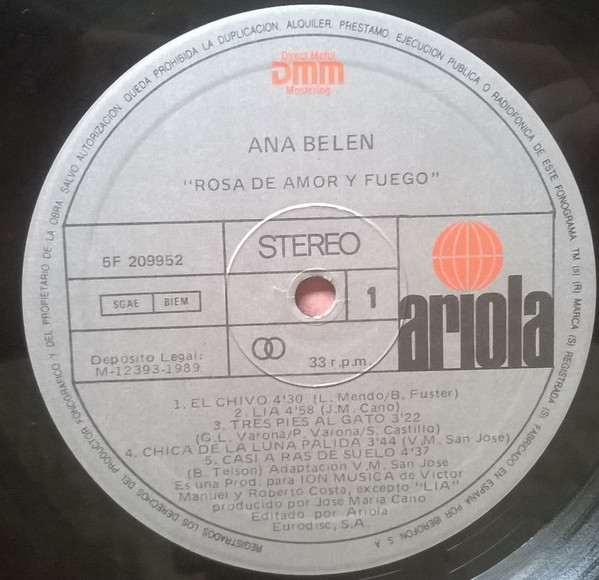 REGISTRADOS LOS DERECHOS DEL PRODUCTOR FONOGRAFICO Y DEL PROPIETARIO DE LA OBRA. SALVO AUTORIZACION, QUEDA PROHIBIDA LA DUPLICACION, ALQUILER, PRESTAMO, EJECUCION PUBLICA O RADIOFONICA DE ESTE FONOGRAMA. TM (s) (R) MARCA (S) REGISTRADA (S) FABRICADO EN ESPAÑA POR IBEROFON, S. A.
Direct Metal
DMM
Mastering
ANA BELEN
"ROSA DE AMOR Y FUEGO"
5F 209952
STEREO
SGAE BIEM
1
ariola
Depósito Legal:
M-12393-1989
33 r.p.m.
1. EL CHIVO 4'30 (L. Mendo/B. Fuster)
2. LIA 4'58 (J.M. Cano)
3. TRES PIES AL GATO 3'22
(G.L. Varona/P. Varona/S. Castillo)
4. CHICA DE LA LUNA PALIDA 3'44 (V.M. San José)
5. CASI A RAS DE SUELO 4'37
(B. Telson) Adaptación V.M. San José
Es una Prod. para ION MUSICA de Víctor
Manuel y Roberto Costa, excepto "LIA"
producido por José María Cano
Editado por Ariola
Eurodisc, S.A.